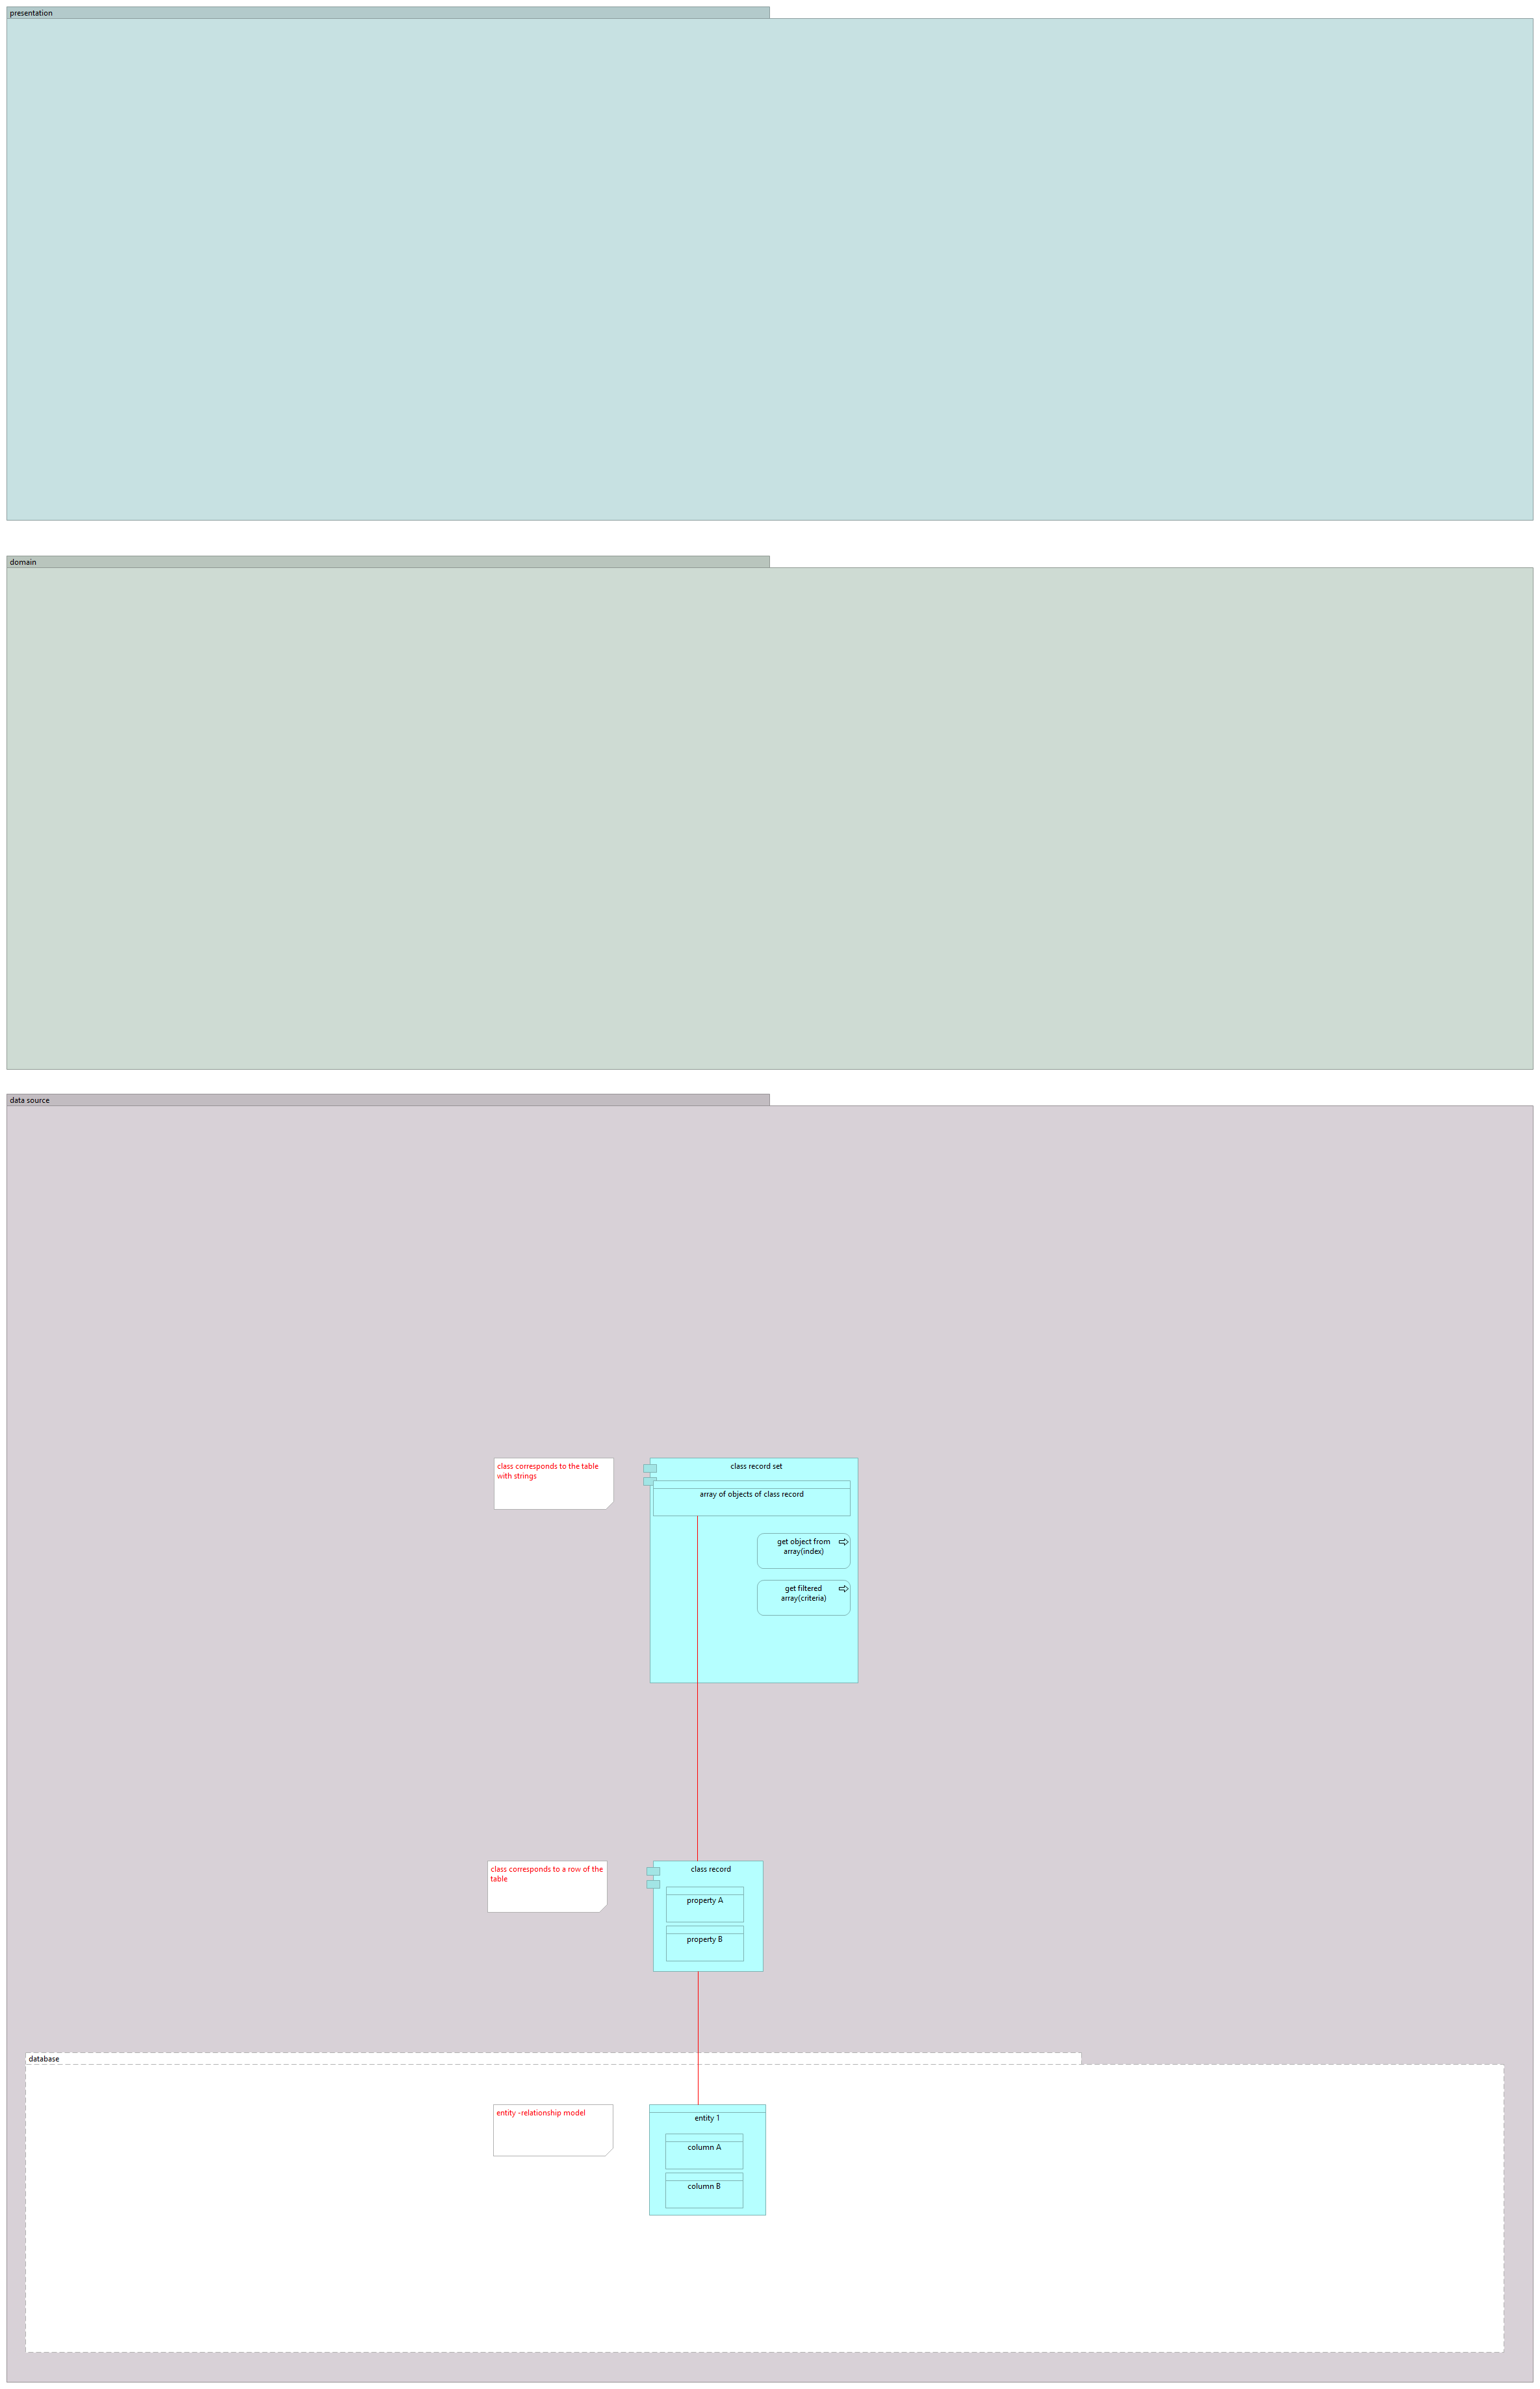 presentation
domain
data source
class corresponds to the table
with strings
class record set
array of objects of class record
get object from
array(index)
get filtered
array(criteria)
class corresponds to a row of the
table
class record
property A
property B
database
entity -relationship model
entity 1
column A
column B